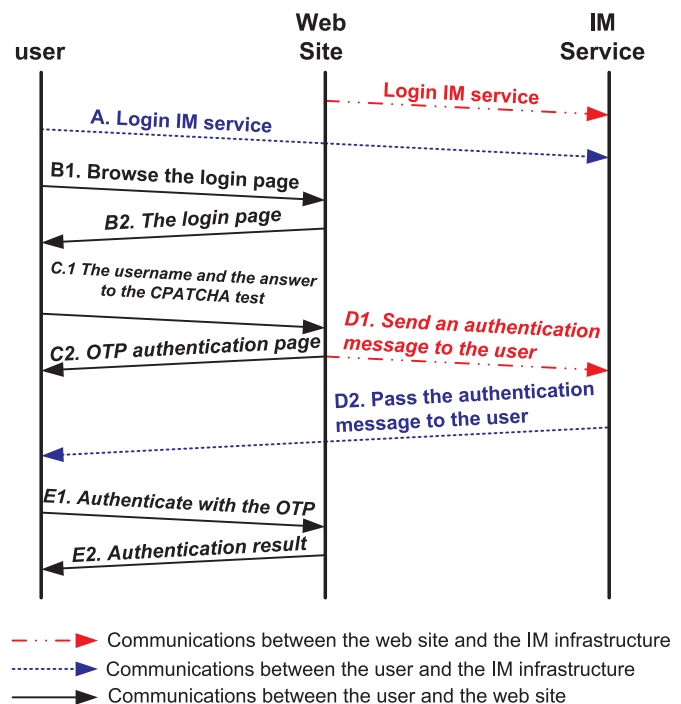 user
Web
Site
IM
Service
Login IM service
A. Login IM service
B1. Browse the login page
B2. The login page
C.1 The username and the answer
to the CPATCHA test
D1. Send an authentication
message to the user
C2. OTP authentication page
D2. Pass the authentication
message to the user
E1. Authenticate with the OTP
E2. Authentication result
Communications between the web site and the IM infrastructure
Communications between the user and the IM infrastructure
Communications between the user and the web site